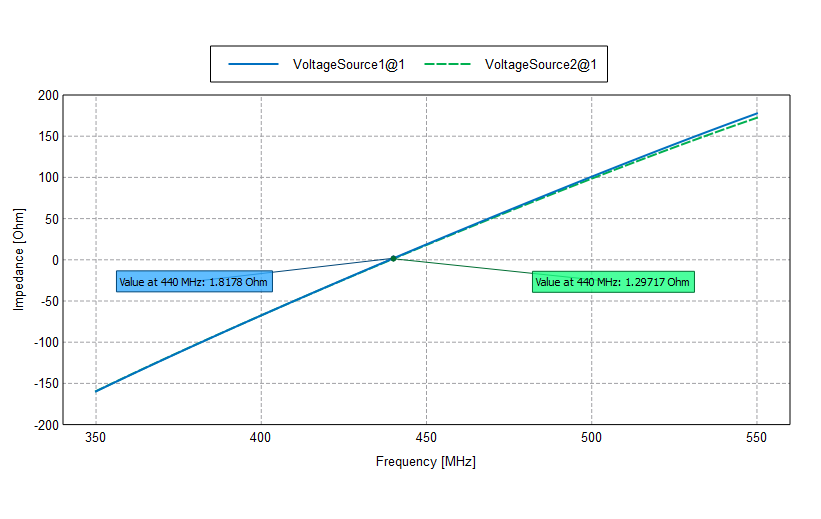 VoltageSource1@1 VoltageSource2@1
200
150
100
50
0
-50
-100
-150
-200
Impedance [Ohm]
Value at 440 MHz: 1.8178 Ohm
Value at 440 MHz: 1.29717 Ohm
350 400 450 500 550
Frequency [MHz]